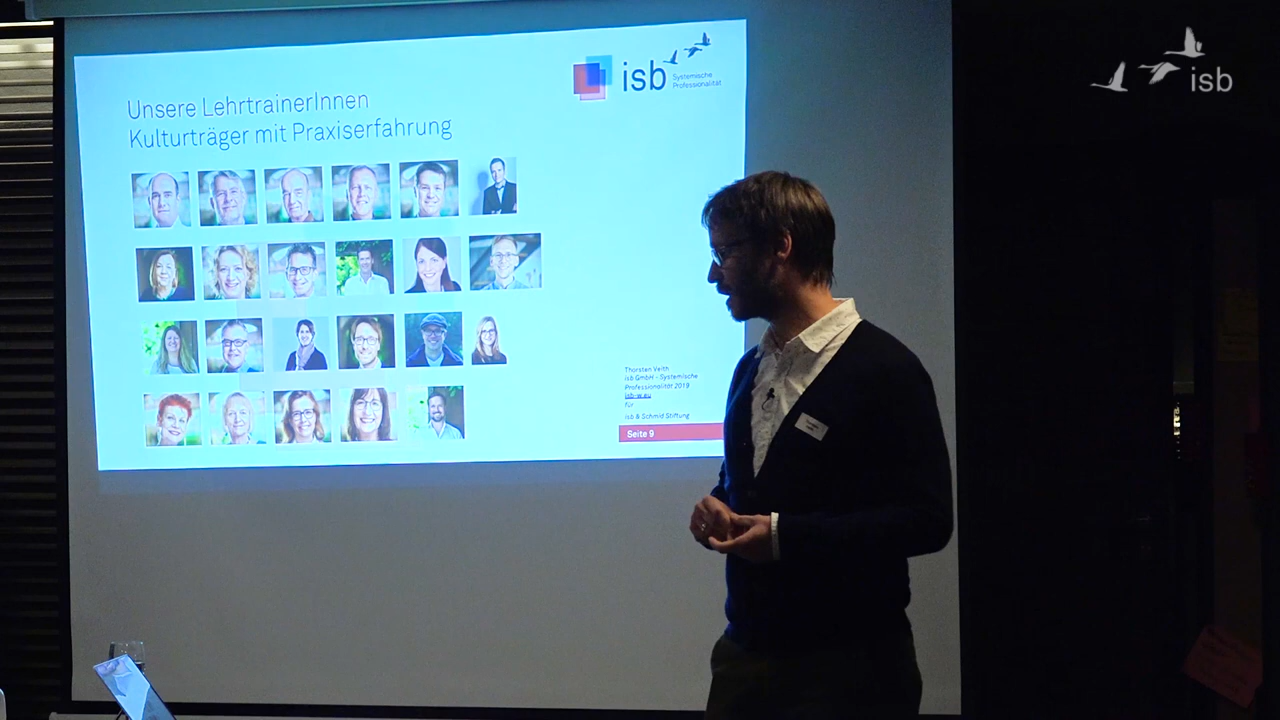 Unsere LehrtrainerInnen
Kulturträger mit Praxiserfahrung
isb
Systemische
Professionalität
isb
Thorsten Veith
isb GmbH - Systemische
Professionalität 2019
isb-w.eu
für
isb & Schmid Stiftung
Seite 9